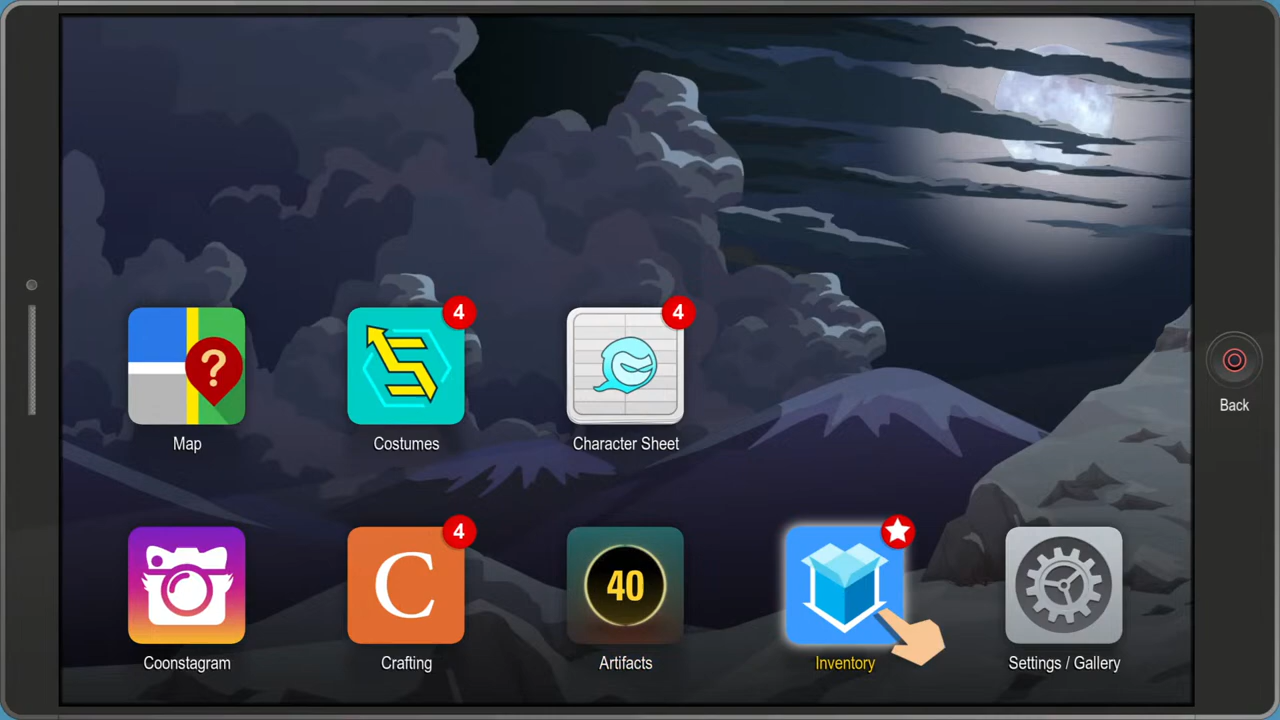 4
4
?
Map
Costumes
Character Sheet
Back
4
C
40
Coonstagram
Crafting
Artifacts
Inventory
Settings / Gallery